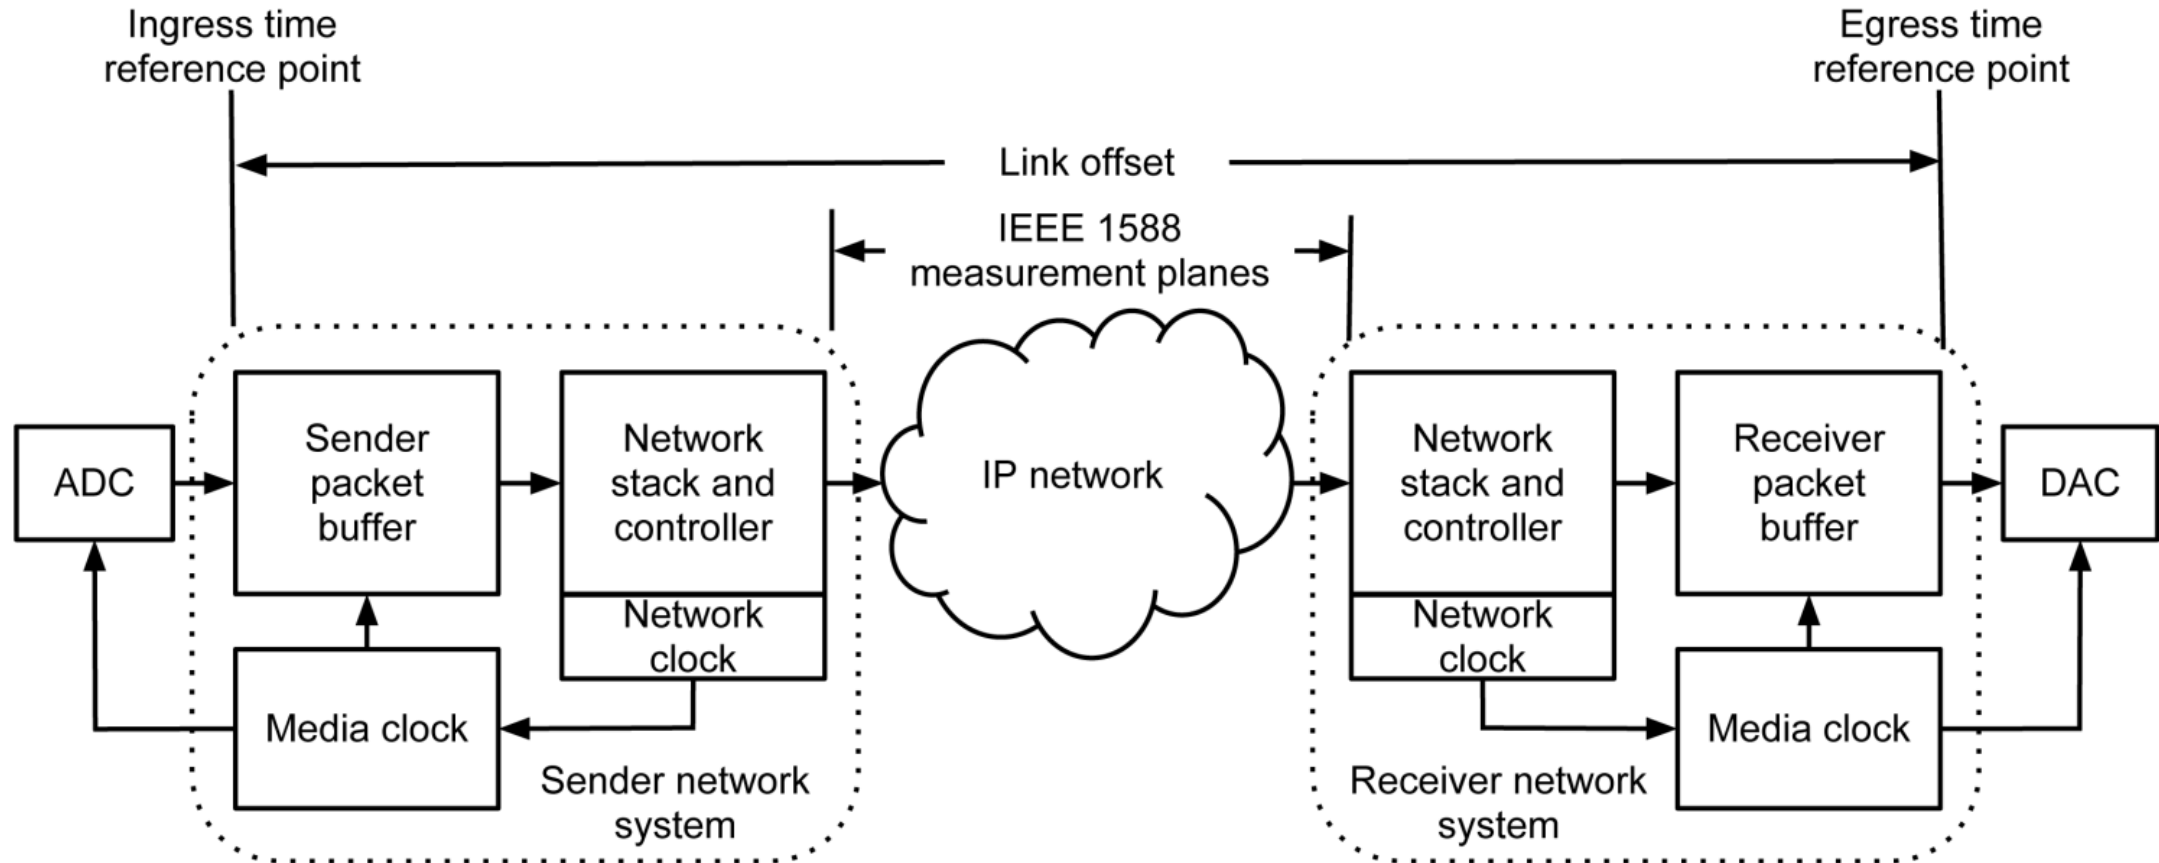 Ingress time
reference point
Egress time
reference point
Link offset
IEEE 1588
measurement planes
ADC
Sender
packet
buffer
Network
stack and
controller
IP network
Network
stack and
controller
Receiver
packet
buffer
DAC
Network
clock
Network
clock
Media clock
Media clock
Sender network
system
Receiver network
system